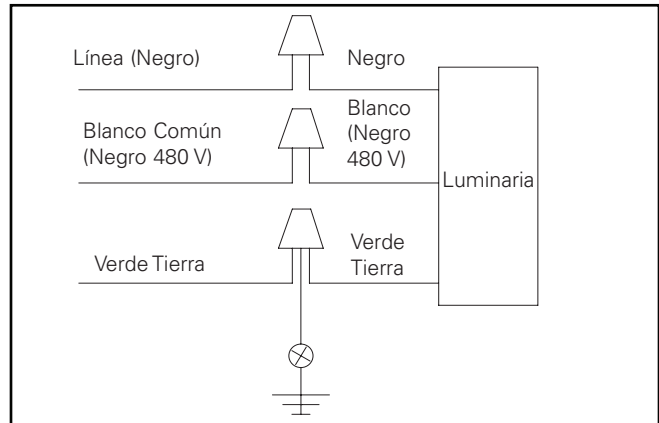 Línea (Negro)
Negro
Blanco Común
(Negro 480 V)
Blanco
(Negro
480 V)
Luminaria
Verde Tierra
Verde
Tierra